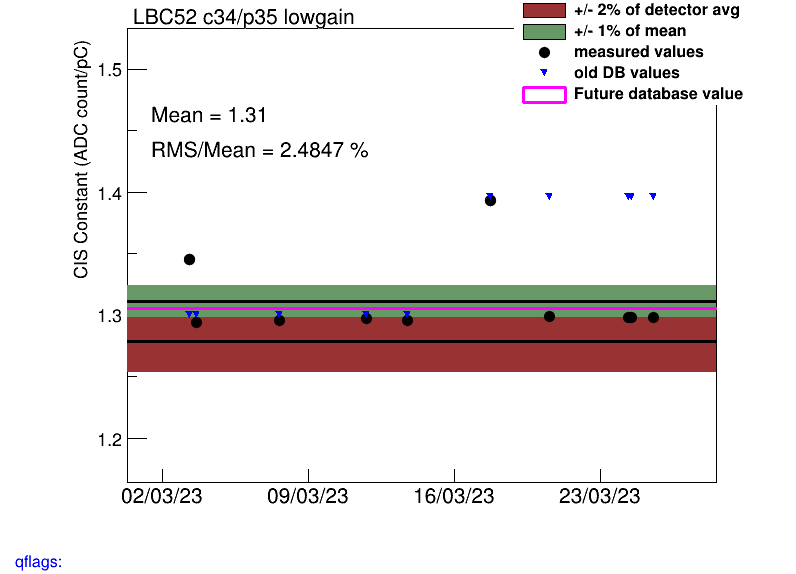 LBC52 c34/p35 lowgain
+/- 2% of detector avg
+/- 1% of mean
measured values
old DB values
Future database value
CIS Constant (ADC count/pC)
Mean = 1.31
RMS/Mean = 2.4847 %
1.5
1.4
1.3
1.2
02/03/23 09/03/23 16/03/23 23/03/23
qflags: